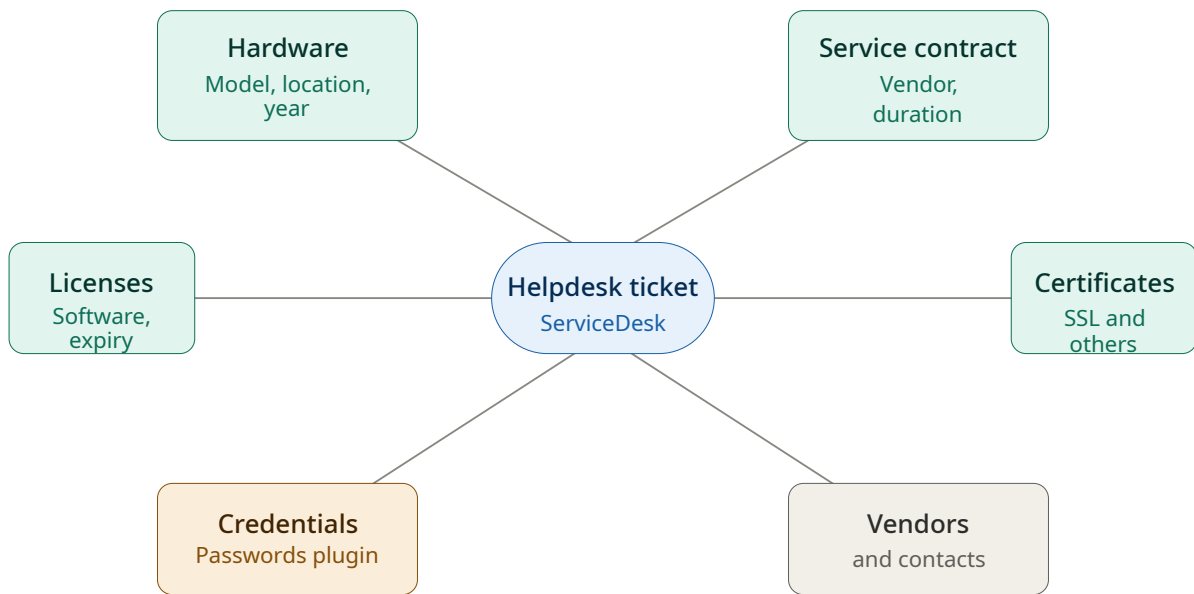 Hardware
Model, location,
year
Service contract
Vendor,
duration
Licenses
Software,
expiry
Helpdesk ticket
ServiceDesk
Certificates
SSL and
others
Credentials
Passwords plugin
Vendors
and contacts